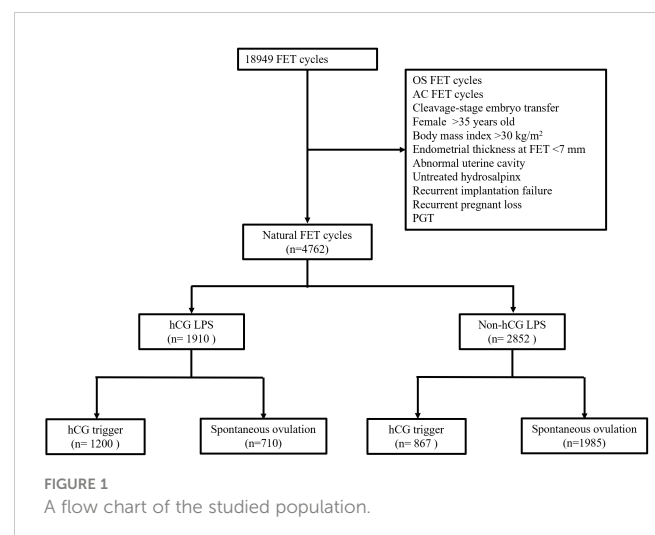 18949 FET cycles
OS FET cycles
AC FET cycles
Cleavage-stage embryo transfer
Female >35 years old
Body mass index >30 kg/m²
Endometrial thickness at FET <7 mm
Abnormal uterine cavity
Untreated hydrosalpinx
Recurrent implantation failure
Recurrent pregnant loss
PGT
Natural FET cycles
(n=4762)
hCG LPS
(n= 1910 )
Non-hCG LPS
(n= 2852 )
hCG trigger
(n= 1200 )
Spontaneous ovulation
(n=710)
hCG trigger
(n= 867 )
Spontaneous ovulation
(n=1985)
FIGURE 1
A flow chart of the studied population.